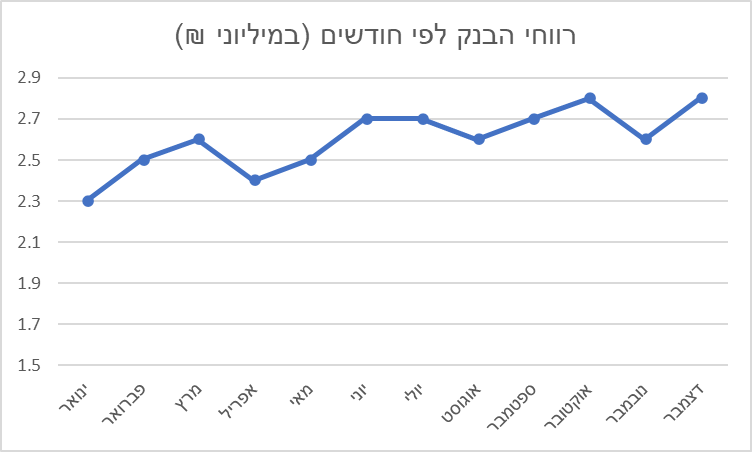 רווחי הבנק לפי חודשים (במיליוני ₪)
2.9
2.7
2.5
2.3
2.1
1.9
1.7
1.5
ינואר
פברואר
מרץ
אפריל
מאי
יוני
יולי
אוגוסט
ספטמבר
אוקטובר
נובמבר
דצמבר